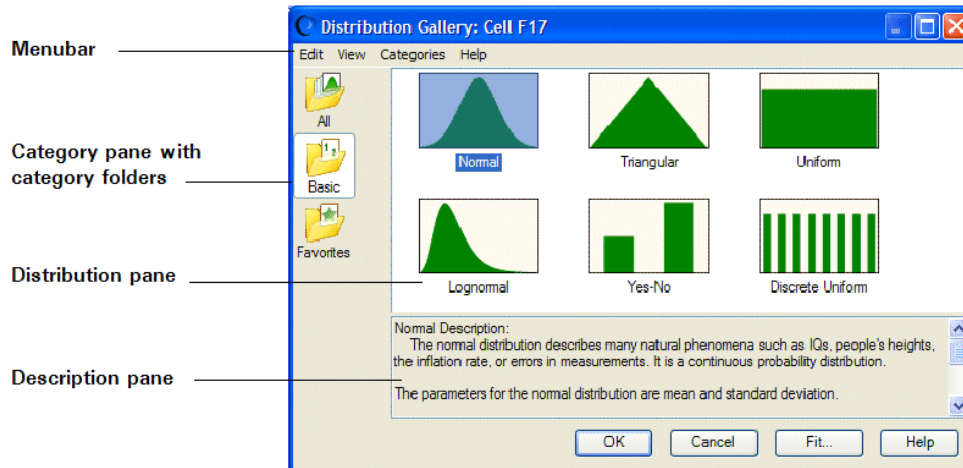 Distribution Gallery: Cell F17
Menubar
Edit View Categories Help
All
Normal
Triangular
Uniform
Category pane with
category folders
Basic
Favorites
Distribution pane
Lognormal
Yes-No
Discrete Uniform
Normal Description:
The normal distribution describes many natural phenomena such as IQs, people's heights,
the inflation rate, or errors in measurements. It is a continuous probability distribution.
Description pane
The parameters for the normal distribution are mean and standard deviation.
OK
Cancel
Fit...
Help